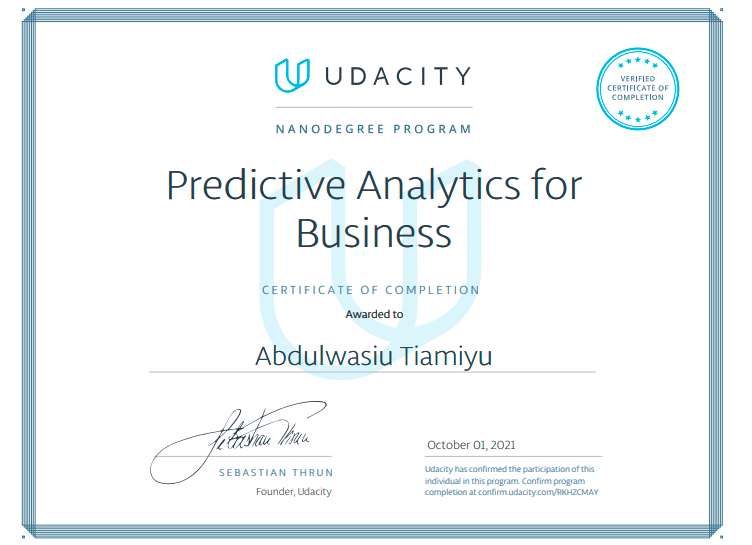 UDACITY
VERIFIED
CERTIFICATE OF
COMPLETION
NANODEGREE PROGRAM
Predictive Analytics for
Business
CERTIFICATE OF COMPLETION
Awarded to
Abdulwasiu Tiamiyu
Sebastian Thrun
SEBASTIAN THRUN
Founder, Udacity
October 01, 2021
Udacity has confirmed the participation of this
individual in this program. Confirm program
completion at confirm.udacity.com/RKHZCMAY